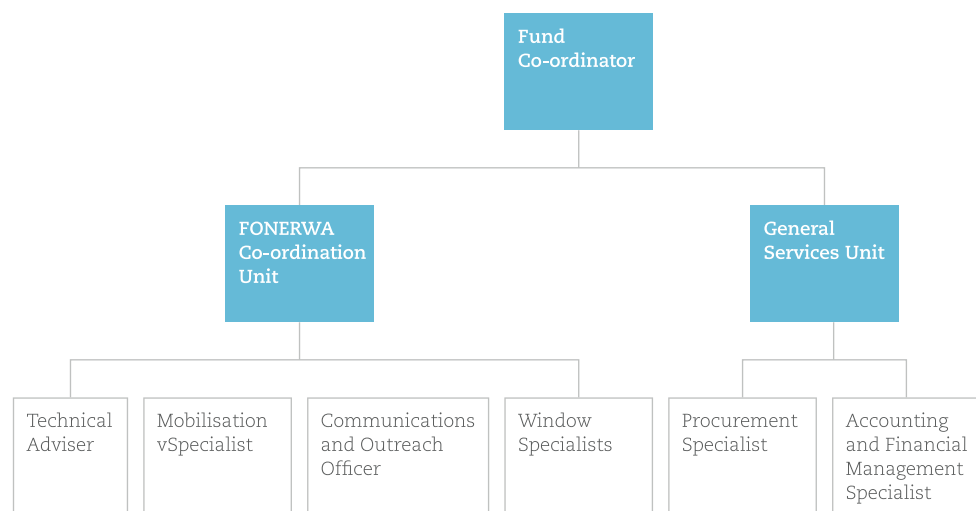 Fund
Co-ordinator
FONERWA
Co-ordination
Unit
General
Services Unit
Technical
Adviser
Mobilisation
vSpecialist
Communications
and Outreach
Officer
Window
Specialists
Procurement
Specialist
Accounting
and Financial
Management
Specialist